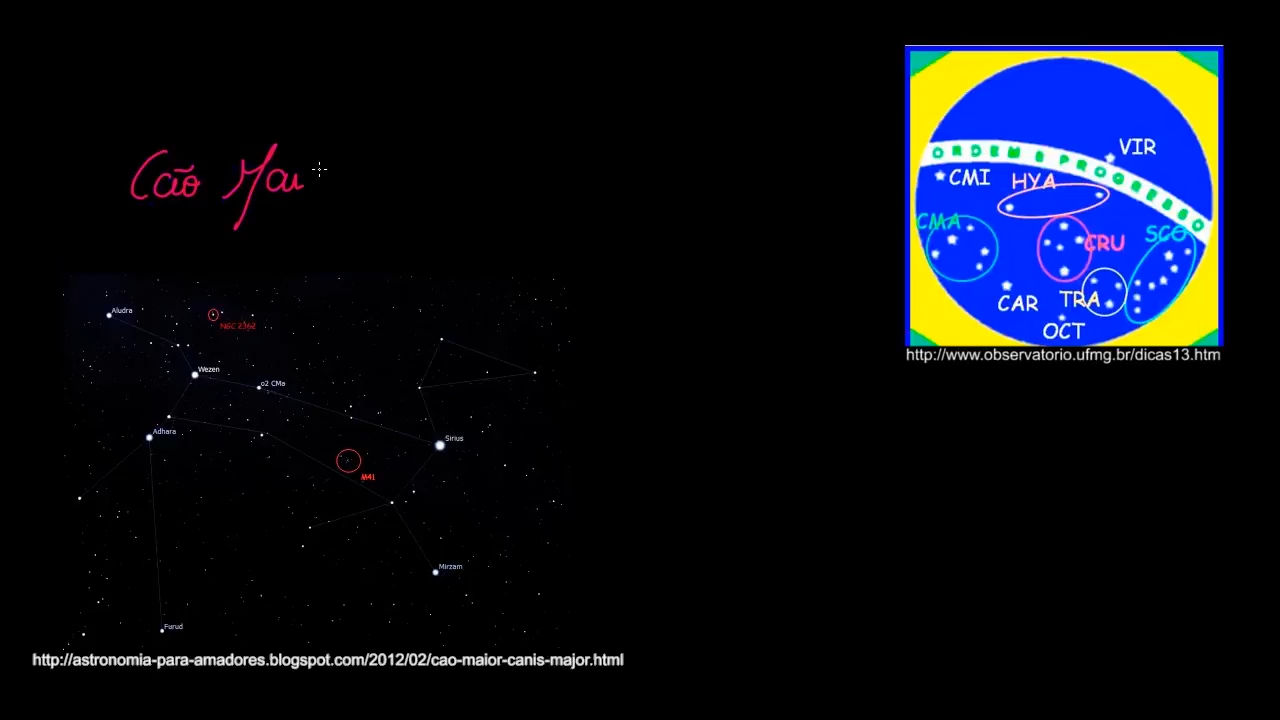 Cão Mai
Aludra
NGC 2362
Wezen
o2 CMa
Adhara
Sirius
M41
Mirzam
Furud
http://astronomia-para-amadores.blogspot.com/2012/02/cao-maior-canis-major.html
ORDEM E PROGRESSO
VIR
CMI
HYA
CMA
CRU
SCO
CAR
TRA
OCT
http://www.observatorio.ufmg.br/dicas13.htm